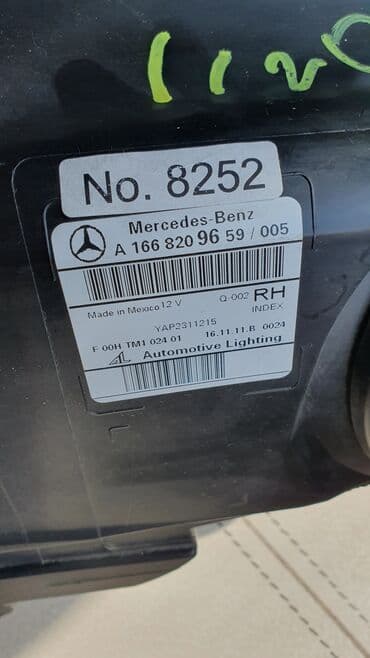 No. 8252
Mercedes-Benz
A 166 820 96 59 / 005
Made in Mexico 12 V Q-002 RH
INDEX
YAP2311215
F 00H TM1 024 01 16.11.11.B 0024
AL Automotive Lighting